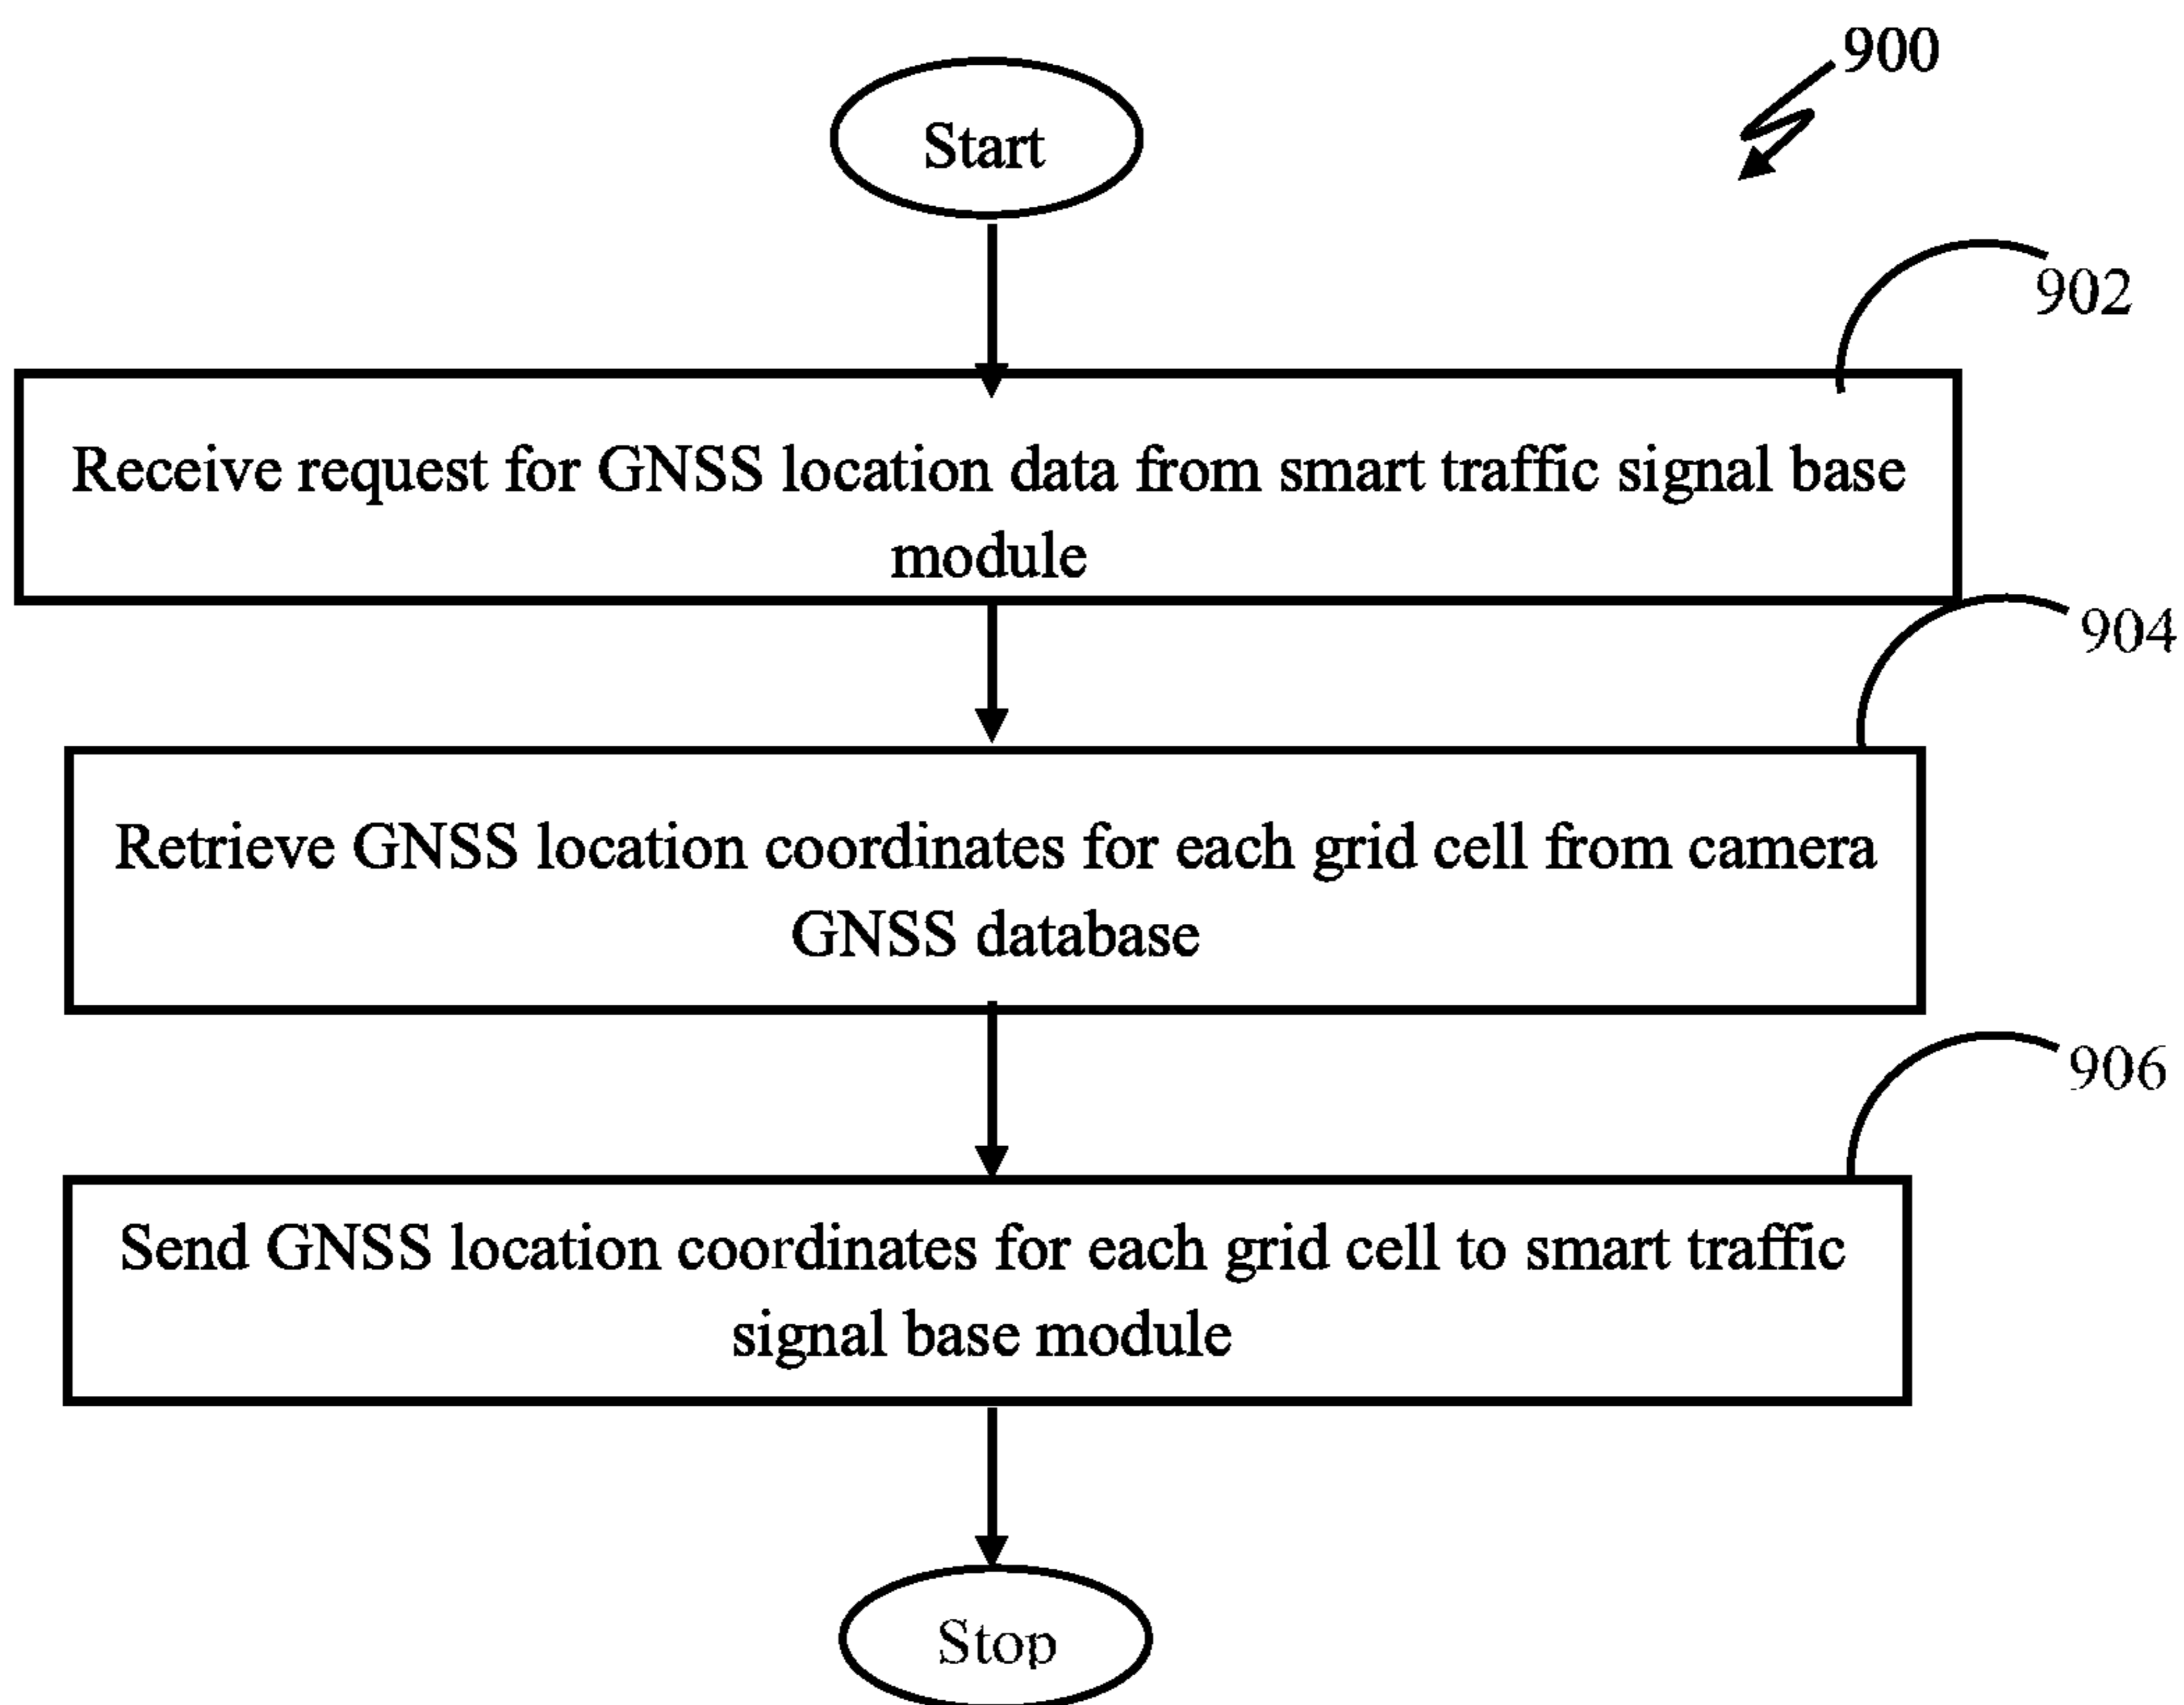 900
Start
902
Receive request for GNSS location data from smart traffic signal base
module
904
Retrieve GNSS location coordinates for each grid cell from camera
GNSS database
906
Send GNSS location coordinates for each grid cell to smart traffic
signal base module
Stop